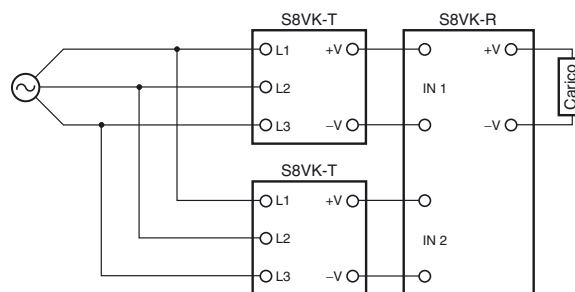 S8VK-T S8VK-R
L1 +V +V
L2 IN 1 Carico
L3 −V −V
S8VK-T
L1 +V
L2 IN 2
L3 −V